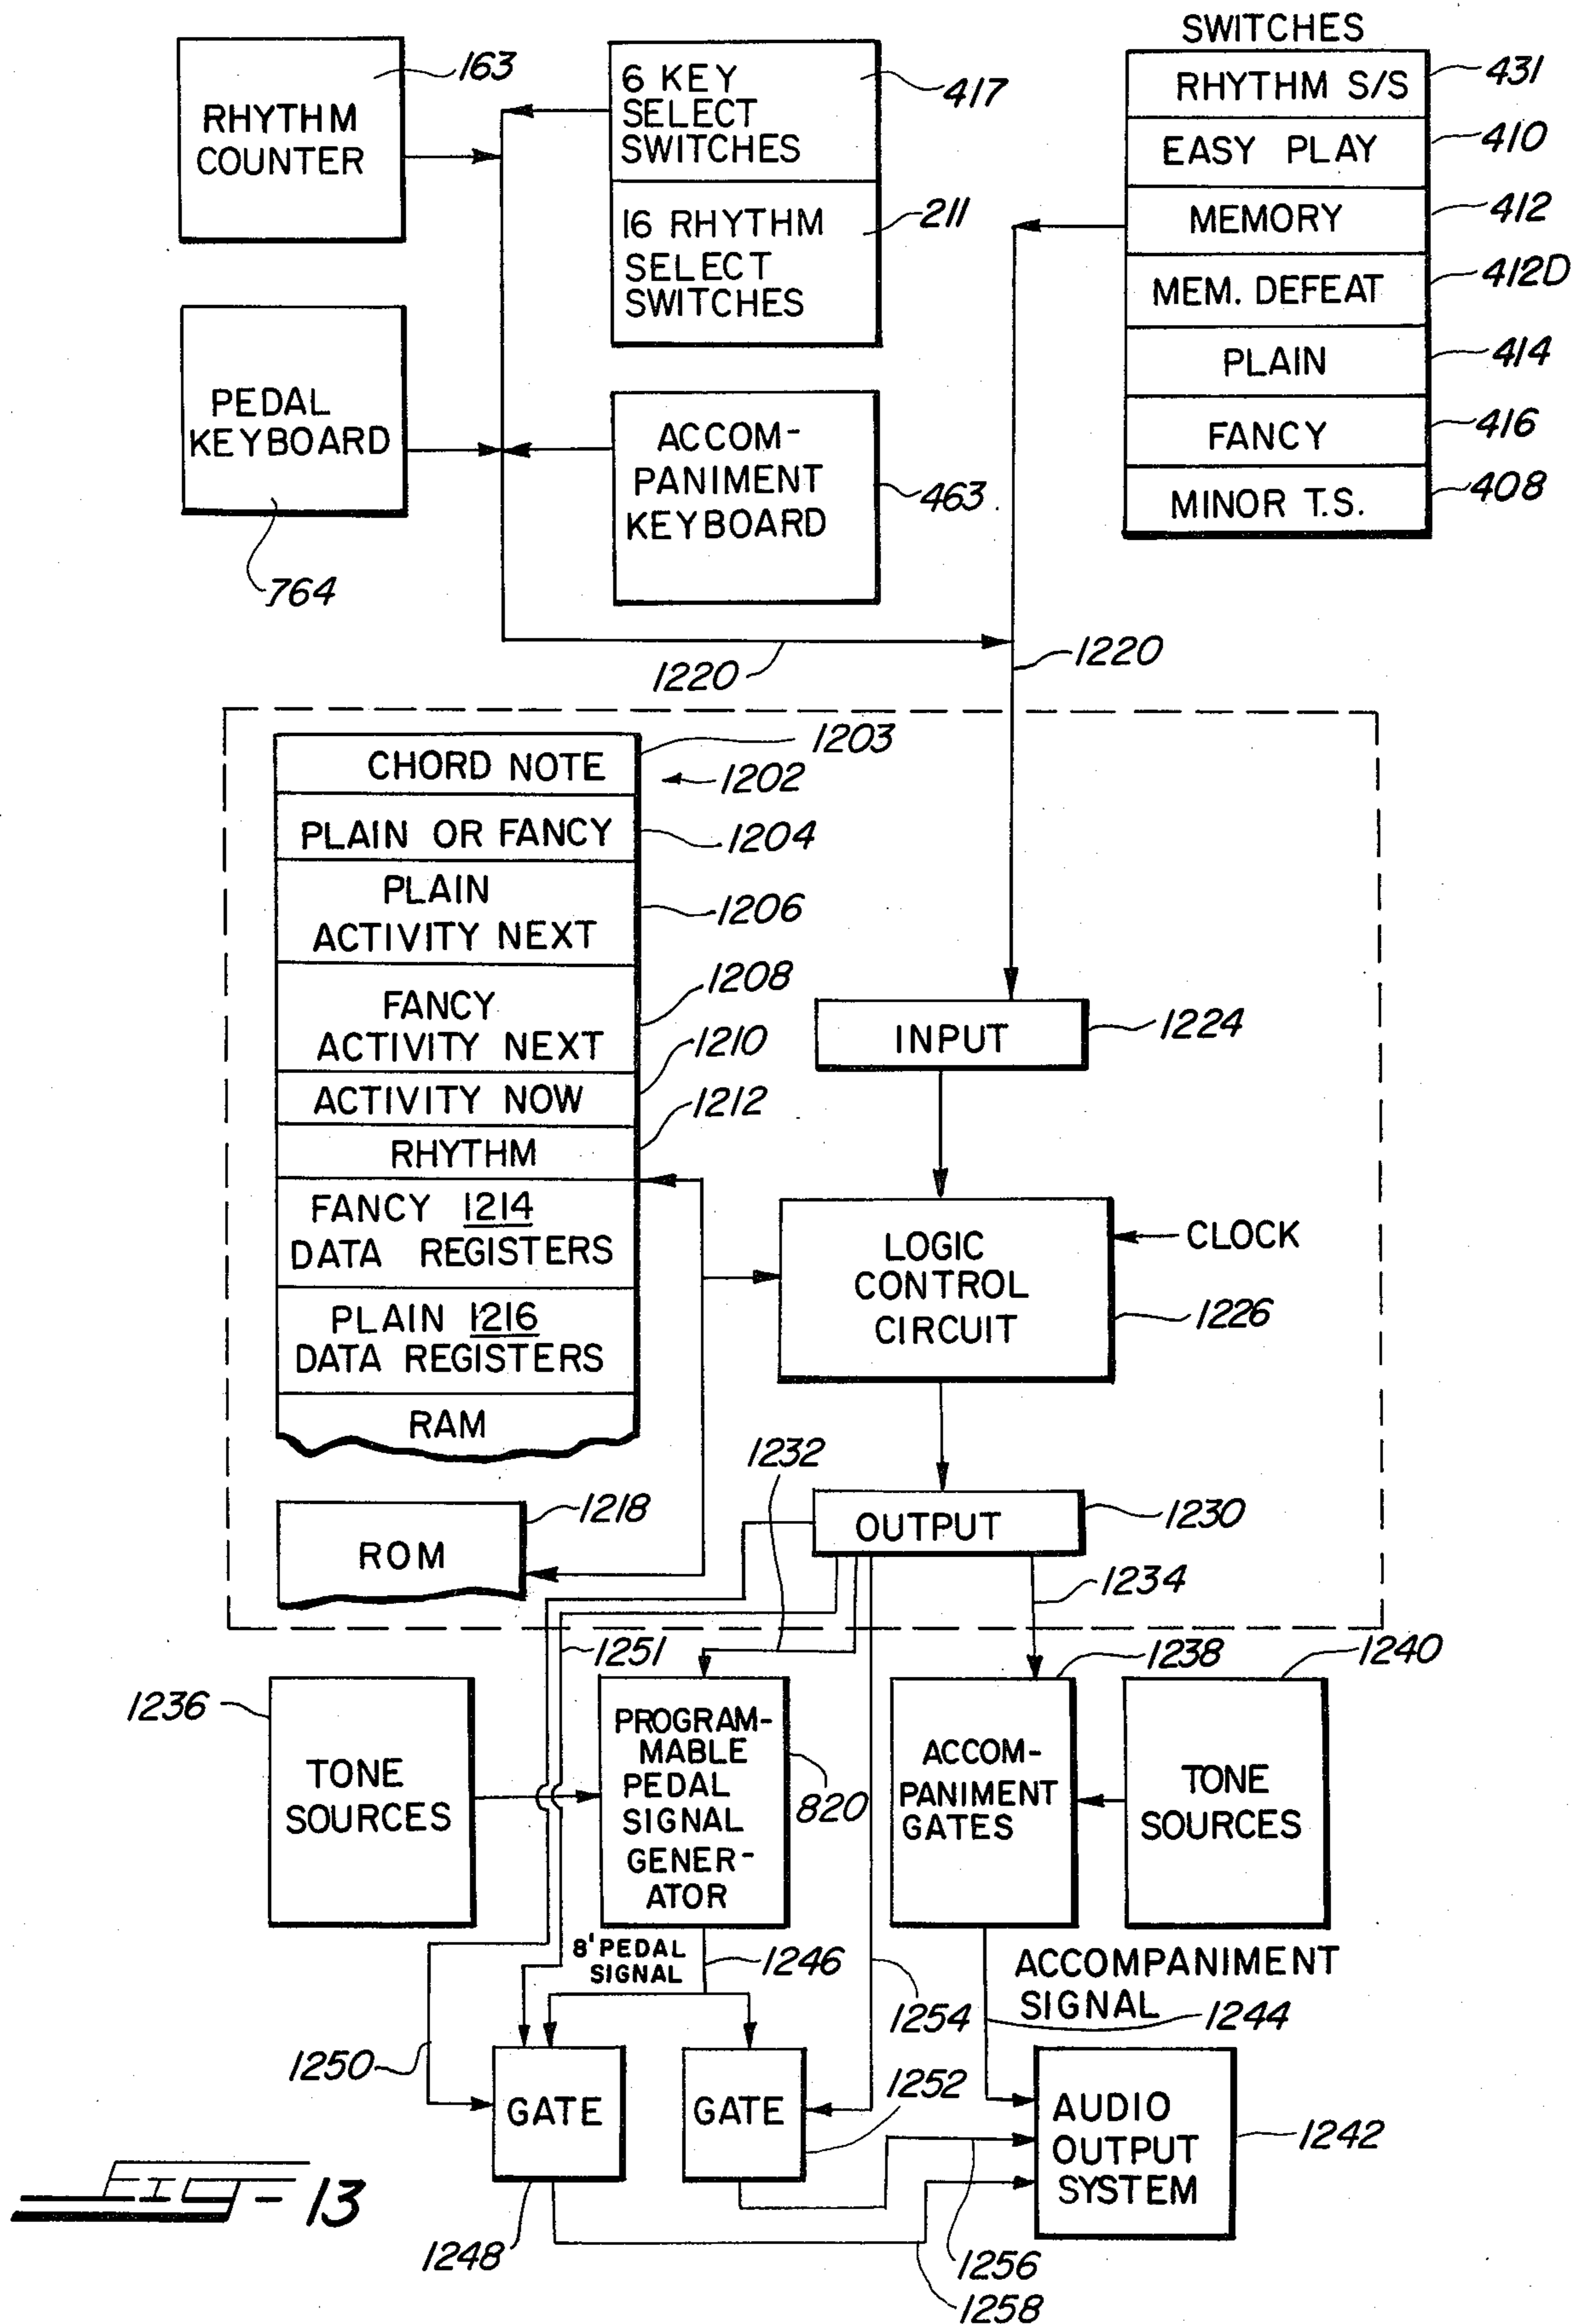 SWITCHES
RHYTHM COUNTER
163
6 KEY
SELECT
SWITCHES
417
16 RHYTHM
SELECT
SWITCHES
211
RHYTHM S/S
431
EASY PLAY
410
MEMORY
412
MEM. DEFEAT
412D
PLAIN
414
FANCY
416
MINOR T.S.
408
PEDAL
KEYBOARD
764
ACCOM-
PANIMENT
KEYBOARD
463
1220
1220
CHORD NOTE
1203
1202
PLAIN OR FANCY
1204
PLAIN
ACTIVITY NEXT
1206
FANCY
ACTIVITY NEXT
1208
ACTIVITY NOW
1210
RHYTHM
1212
FANCY 1214
DATA REGISTERS
PLAIN 1216
DATA REGISTERS
RAM
ROM
1218
INPUT
1224
LOGIC
CONTROL
CIRCUIT
CLOCK
1226
OUTPUT
1230
1232
1234
1251
1236
TONE
SOURCES
PROGRAM-
MABLE
PEDAL
SIGNAL
GENER-
ATOR
820
1238
ACCOM-
PANIMENT
GATES
1240
TONE
SOURCES
8' PEDAL
SIGNAL
1246
1254
ACCOMPANIMENT
SIGNAL
1244
1250
GATE
1248
GATE
1252
AUDIO
OUTPUT
SYSTEM
1242
1256
1258
FIG-13